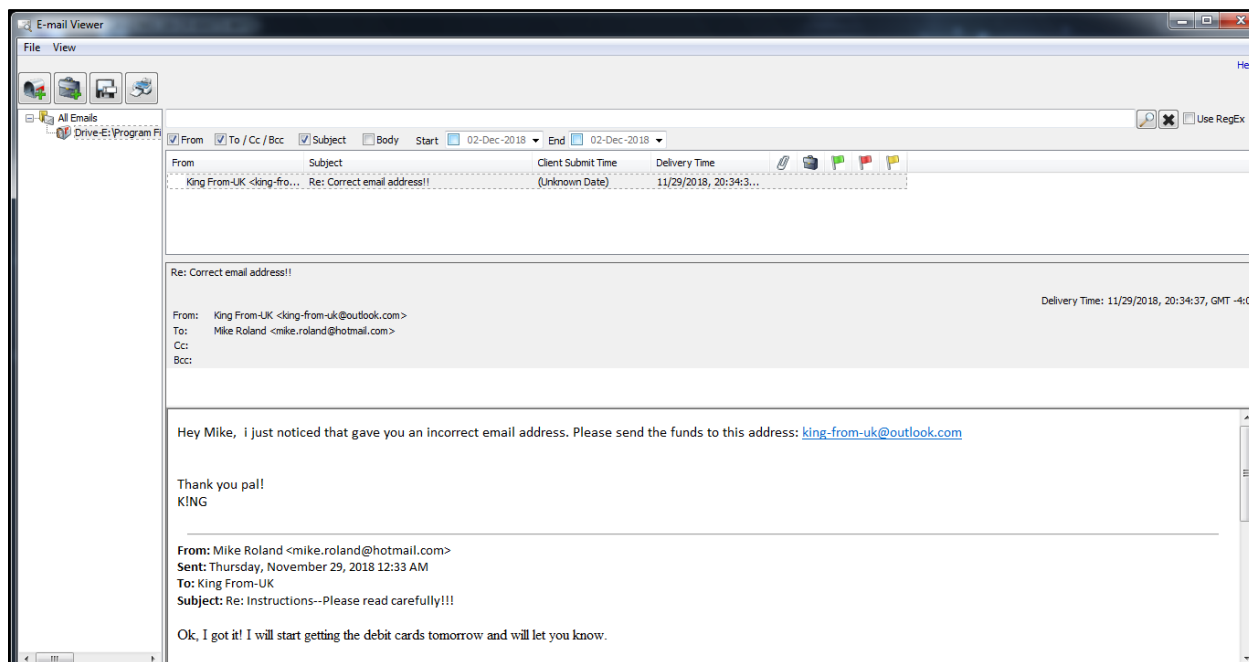 E-mail Viewer
File View
He
All Emails
Drive-E:\Program Fi
Use RegEx
From To / Cc / Bcc Subject Body Start 02-Dec-2018 End 02-Dec-2018
From Subject Client Submit Time Delivery Time
King From-UK <king-fro... Re: Correct email address!! (Unknown Date) 11/29/2018, 20:34:3...
Re: Correct email address!!
Delivery Time: 11/29/2018, 20:34:37, GMT -4:0
From: King From-UK <king-from-uk@outlook.com>
To: Mike Roland <mike.roland@hotmail.com>
Cc:
Bcc:
Hey Mike, i just noticed that gave you an incorrect email address. Please send the funds to this address: king-from-uk@outlook.com
Thank you pal!
K!NG
From: Mike Roland <mike.roland@hotmail.com>
Sent: Thursday, November 29, 2018 12:33 AM
To: King From-UK
Subject: Re: Instructions--Please read carefully!!!
Ok, I got it! I will start getting the debit cards tomorrow and will let you know.